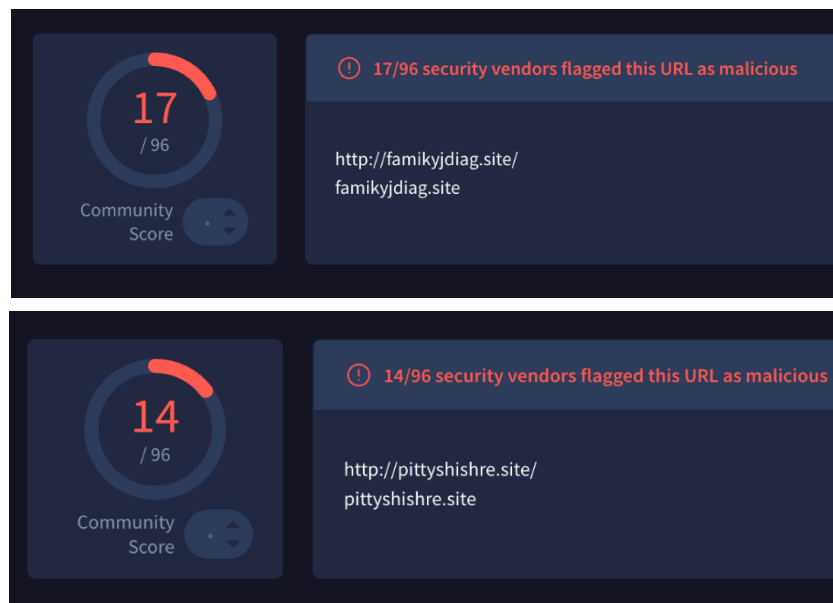 17
/ 96
Community
Score
17/96 security vendors flagged this URL as malicious
http://famikyjdiag.site/
famikyjdiag.site
14
/ 96
Community
Score
14/96 security vendors flagged this URL as malicious
http://pittyshishre.site/
pittyshishre.site